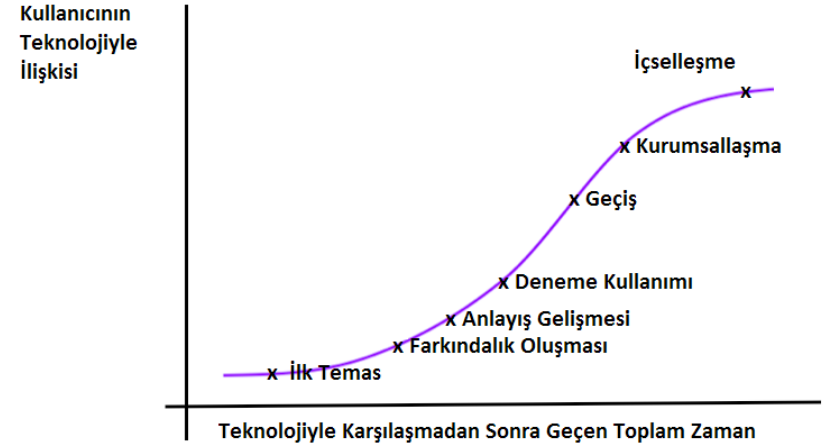 Kullanıcının
Teknolojiyle
İlişkisi
İçselleşme
x
x Kurumsallaşma
x Geçiş
x Deneme Kullanımı
x Anlayış Gelişmesi
x Farkındalık Oluşması
x İlk Temas
Teknolojiyle Karşılaşmadan Sonra Geçen Toplam Zaman